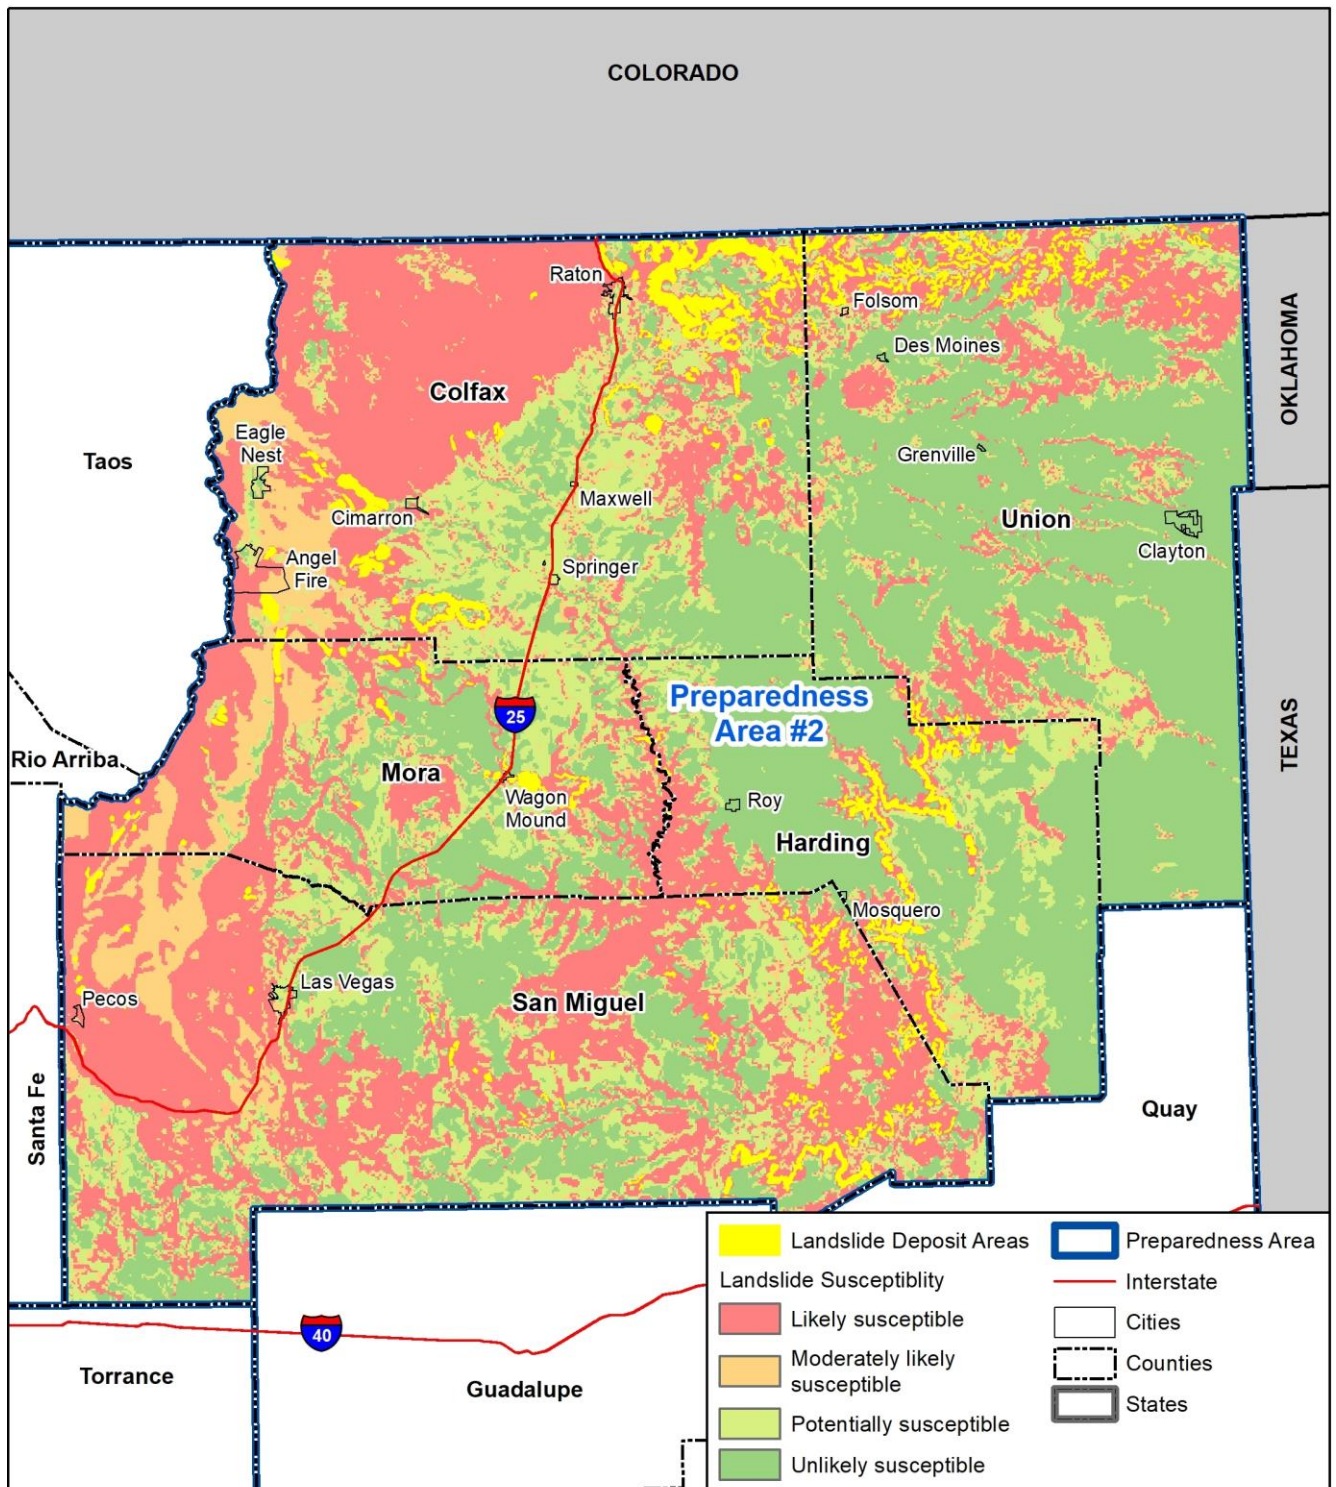 COLORADO
Raton
Folsom
Des Moines
OKLAHOMA
Colfax
Taos
Eagle
Nest
Grenville
Maxwell
Cimarron
Union
Clayton
Angel
Fire
Springer
Preparedness
Area #2
25
TEXAS
Rio Arriba
Mora
Wagon
Mound
Roy
Harding
Mosquero
Las Vegas
Pecos
San Miguel
Santa Fe
Quay
40
Torrance
Guadalupe
Landslide Deposit Areas
Landslide Susceptiblity
Likely susceptible
Moderately likely
susceptible
Potentially susceptible
Unlikely susceptible
Preparedness Area
Interstate
Cities
Counties
States